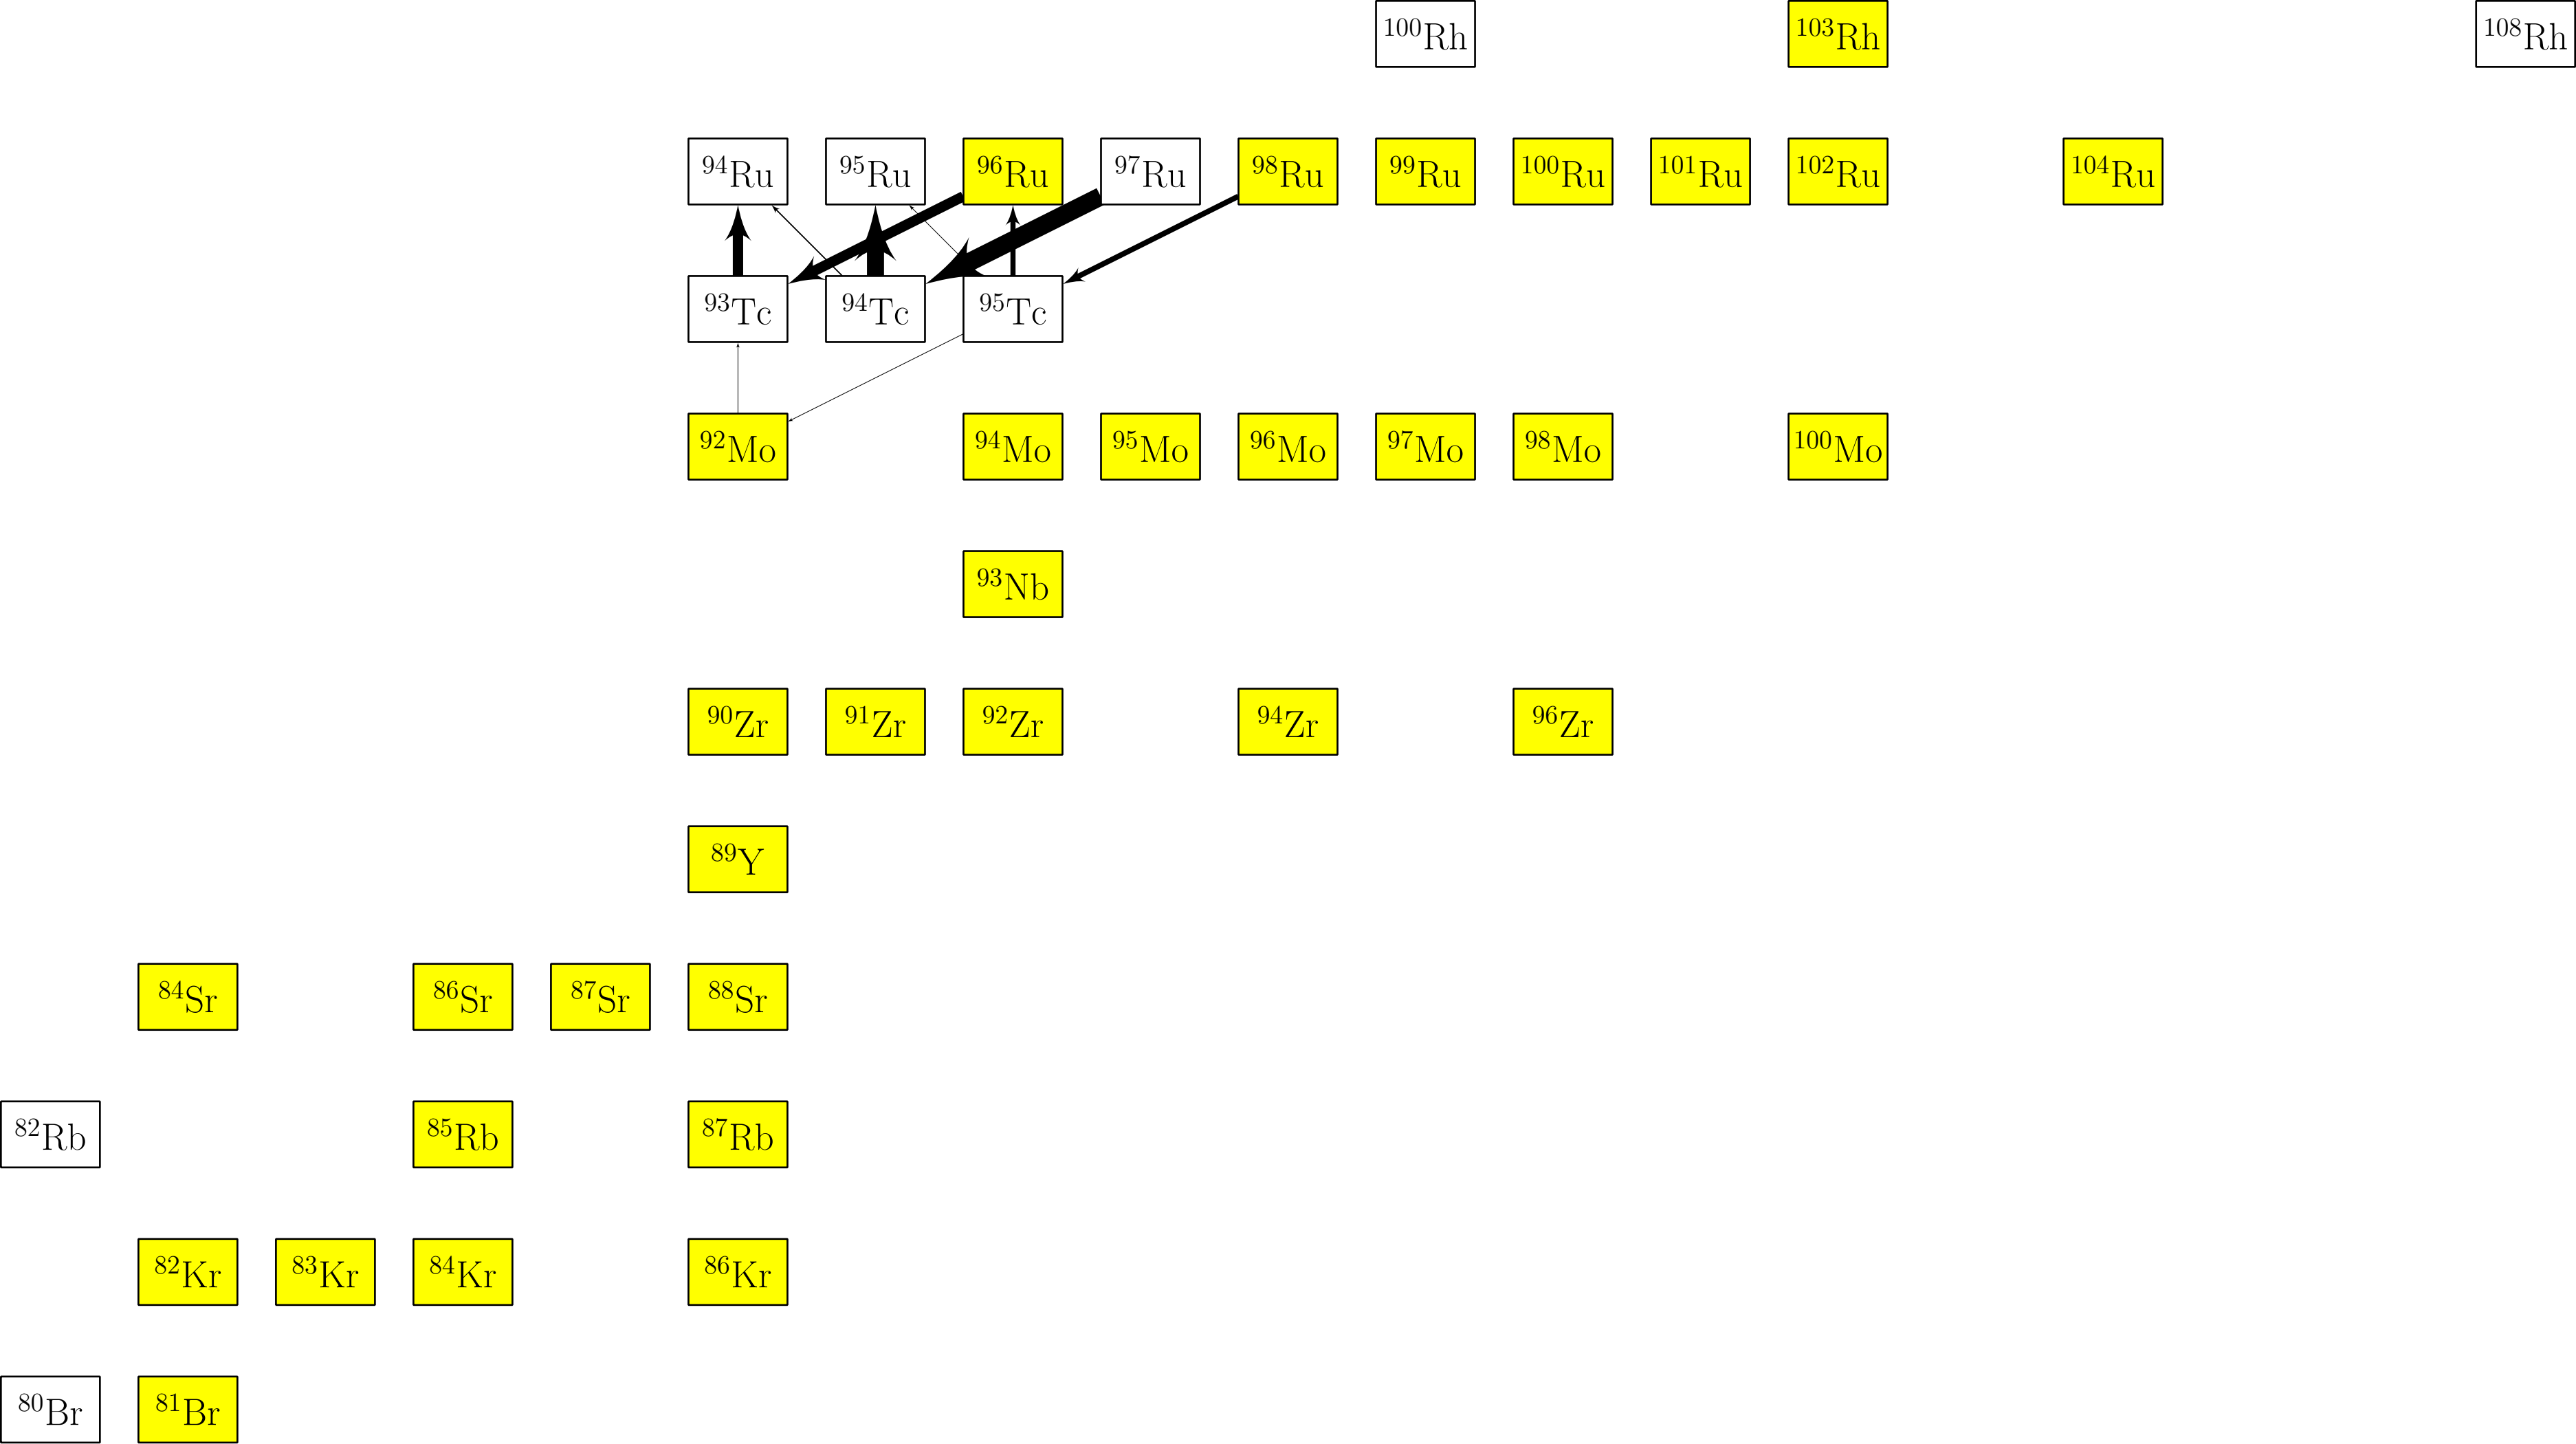 ¹⁰⁰Rh ¹⁰³Rh ¹⁰⁸Rh
⁹⁴Ru ⁹⁵Ru ⁹⁶Ru ⁹⁷Ru ⁹⁸Ru ⁹⁹Ru ¹⁰⁰Ru ¹⁰¹Ru ¹⁰²Ru ¹⁰⁴Ru
⁹³Tc ⁹⁴Tc ⁹⁵Tc
⁹²Mo ⁹⁴Mo ⁹⁵Mo ⁹⁶Mo ⁹⁷Mo ⁹⁸Mo ¹⁰⁰Mo
⁹³Nb
⁹⁰Zr ⁹¹Zr ⁹²Zr ⁹⁴Zr ⁹⁶Zr
⁸⁹Y
⁸⁴Sr ⁸⁶Sr ⁸⁷Sr ⁸⁸Sr
⁸²Rb ⁸⁵Rb ⁸⁷Rb
⁸²Kr ⁸³Kr ⁸⁴Kr ⁸⁶Kr
⁸⁰Br ⁸¹Br